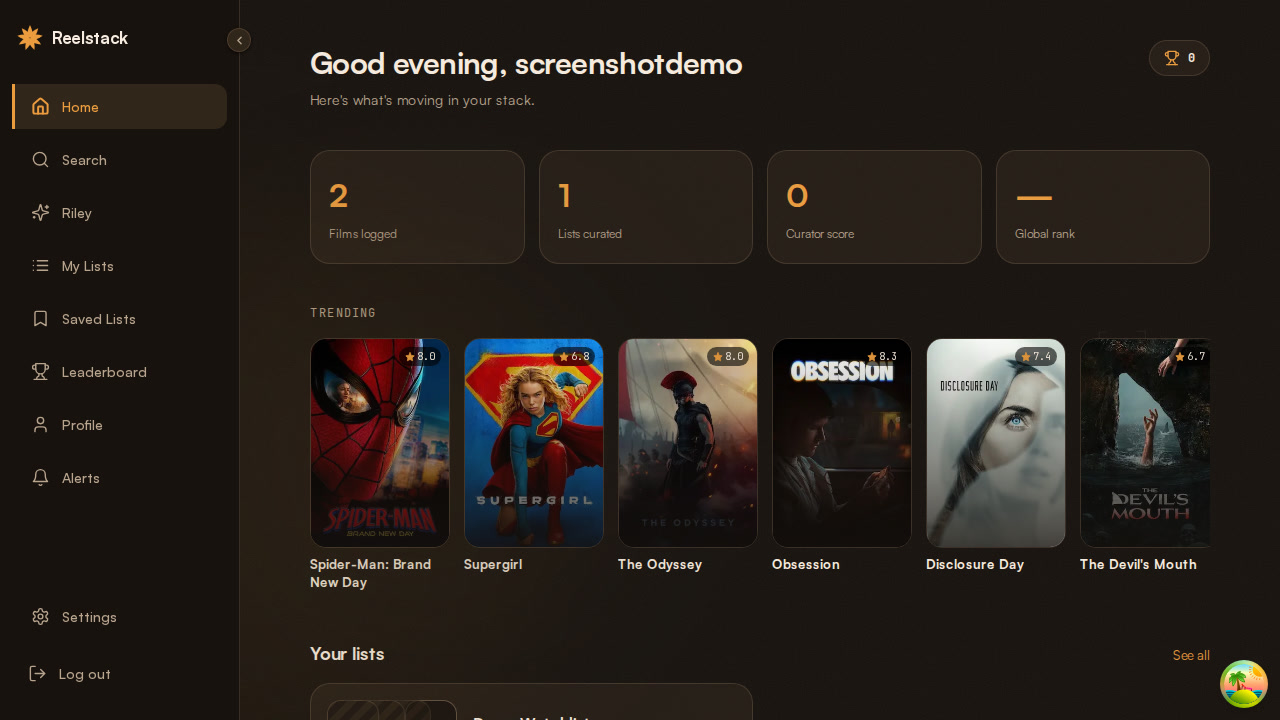 Reelstack
Home
Search
Riley
My Lists
Saved Lists
Leaderboard
Profile
Alerts
Settings
Log out
Good evening, screenshotdemo
Here's what's moving in your stack.
0
2
Films logged
1
Lists curated
0
Curator score
—
Global rank
TRENDING
8.0
SPIDER-MAN
BRAND NEW DAY
Spider-Man: Brand
New Day
6.8
SUPERGIRL
Supergirl
8.0
THE ODYSSEY
The Odyssey
8.3
OBSESSION
Obsession
7.4
DISCLOSURE DAY
Disclosure Day
6.7
THE
DEVIL'S
MOUTH
The Devil's Mouth
Your lists
See all